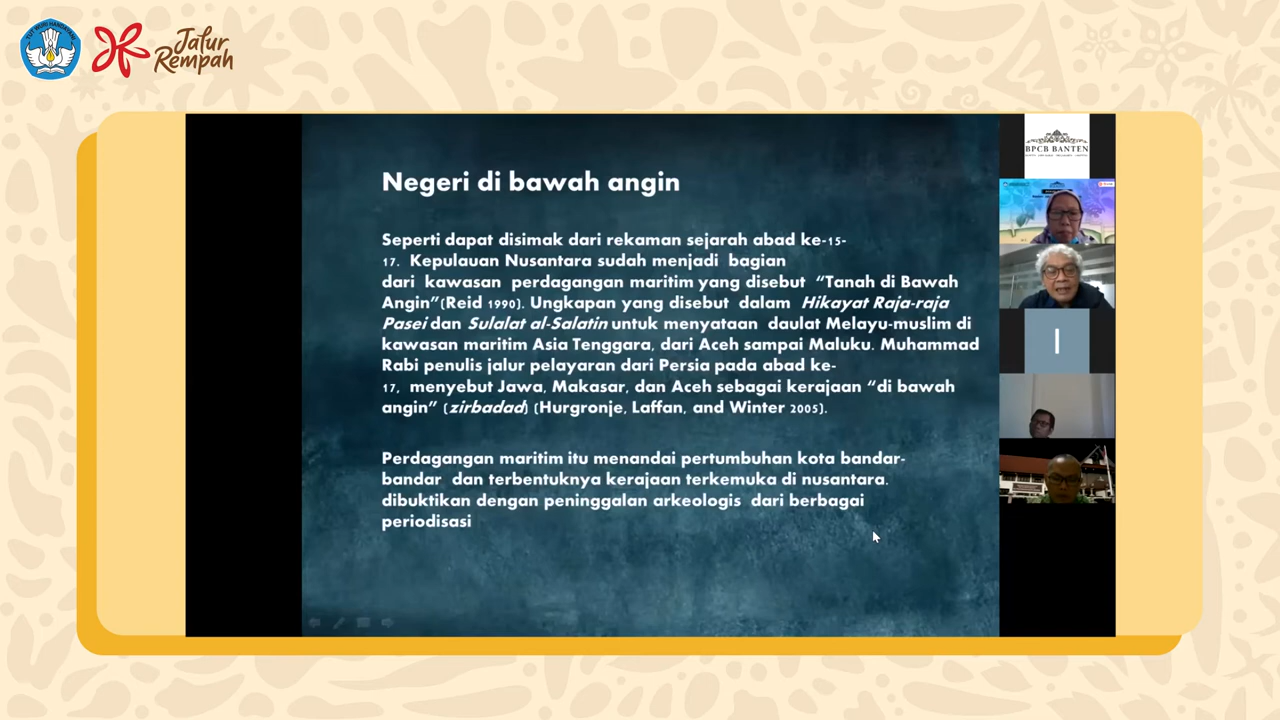 TUT WURI HANDAYANI
Jalur
Rempah
Negeri di bawah angin
Seperti dapat disimak dari rekaman sejarah abad ke-15-
17. Kepulauan Nusantara sudah menjadi bagian
dari kawasan perdagangan maritim yang disebut “Tanah di Bawah
Angin”(Reid 1990). Ungkapan yang disebut dalam Hikayat Raja-raja
Pasei dan Sulalat al-Salatin untuk menyataan daulat Melayu-muslim di
kawasan maritim Asia Tenggara, dari Aceh sampai Maluku. Muhammad
Rabi penulis jalur pelayaran dari Persia pada abad ke-
17, menyebut Jawa, Makasar, dan Aceh sebagai kerajaan “di bawah
angin” (zirbadad) (Hurgronje, Laffan, and Winter 2005).
Perdagangan maritim itu menandai pertumbuhan kota bandar-
bandar dan terbentuknya kerajaan terkemuka di nusantara.
dibuktikan dengan peninggalan arkeologis dari berbagai
periodisasi
BPCB BANTEN
I